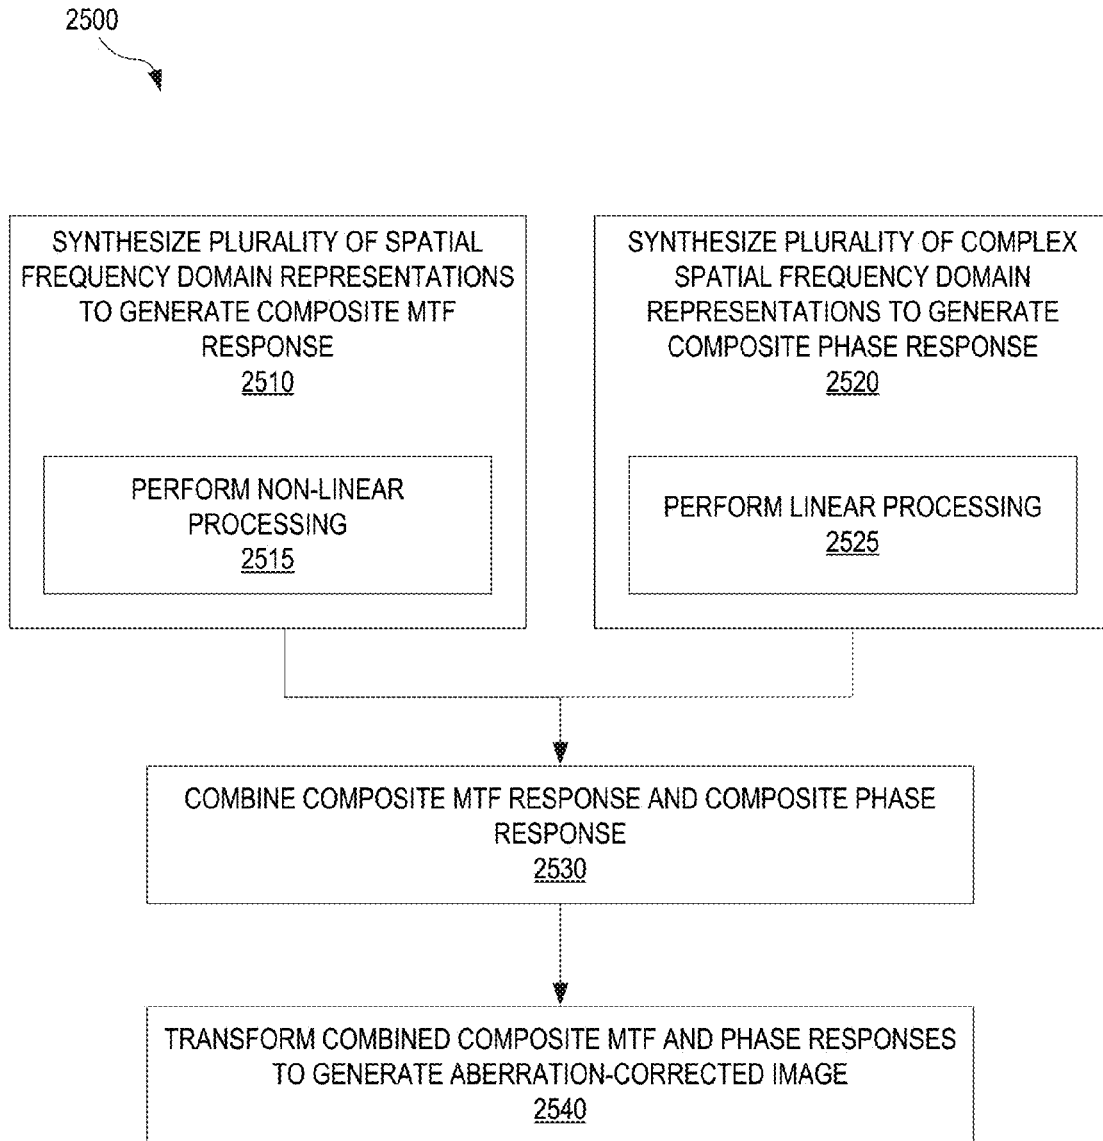 2500
SYNTHESIZE PLURALITY OF SPATIAL
FREQUENCY DOMAIN REPRESENTATIONS
TO GENERATE COMPOSITE MTF
RESPONSE
2510
PERFORM NON-LINEAR
PROCESSING
2515
SYNTHESIZE PLURALITY OF COMPLEX
SPATIAL FREQUENCY DOMAIN
REPRESENTATIONS TO GENERATE
COMPOSITE PHASE RESPONSE
2520
PERFORM LINEAR PROCESSING
2525
COMBINE COMPOSITE MTF RESPONSE AND COMPOSITE PHASE
RESPONSE
2530
TRANSFORM COMBINED COMPOSITE MTF AND PHASE RESPONSES
TO GENERATE ABERRATION-CORRECTED IMAGE
2540